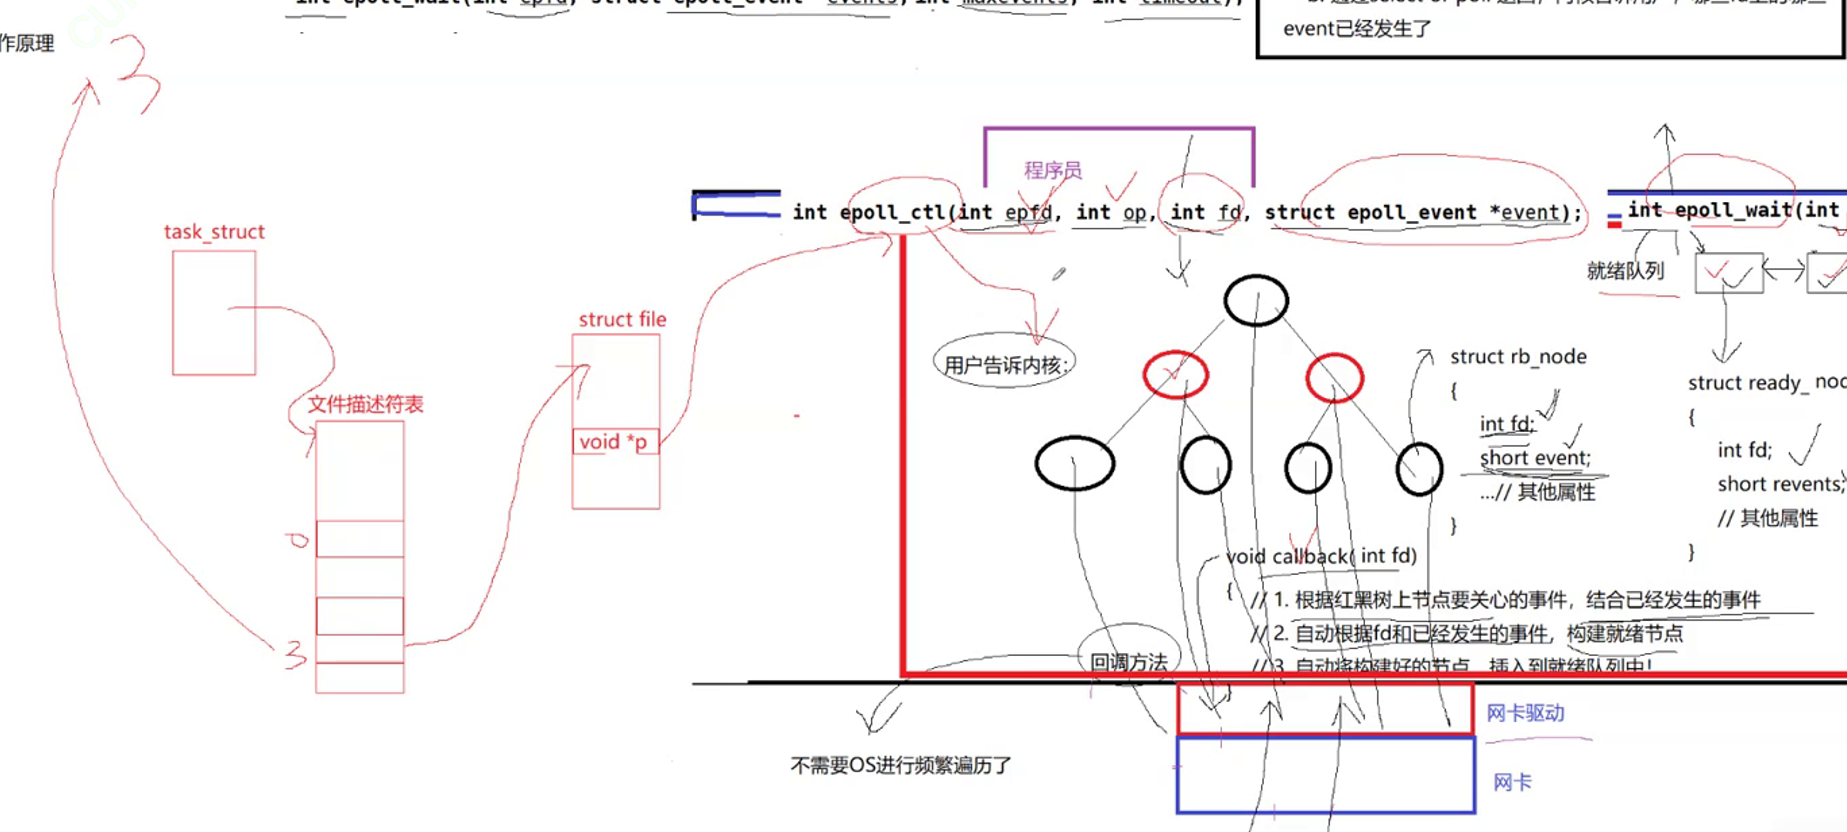 int epoll_wait(int epfd, struct epoll_event *events, int maxevents, int timeout);
event已经发生了
作原理
3
程序员
int epoll_ctl(int epfd, int op, int fd, struct epoll_event *event);
int epoll_wait(int
task_struct
就绪队列
struct file
用户告诉内核:
struct rb_node
{
int fd;
short event;
...// 其他属性
}
struct ready_noc
{
int fd;
short revents;
// 其他属性
}
文件描述符表
void *p
0
3
void callback( int fd)
{
// 1. 根据红黑树上节点要关心的事件，结合已经发生的事件
// 2. 自动根据fd和已经发生的事件，构建就绪节点
// 3. 自动将构建好的节点，插入到就绪队列中!
}
回调方法
网卡驱动
不需要OS进行频繁遍历了
网卡